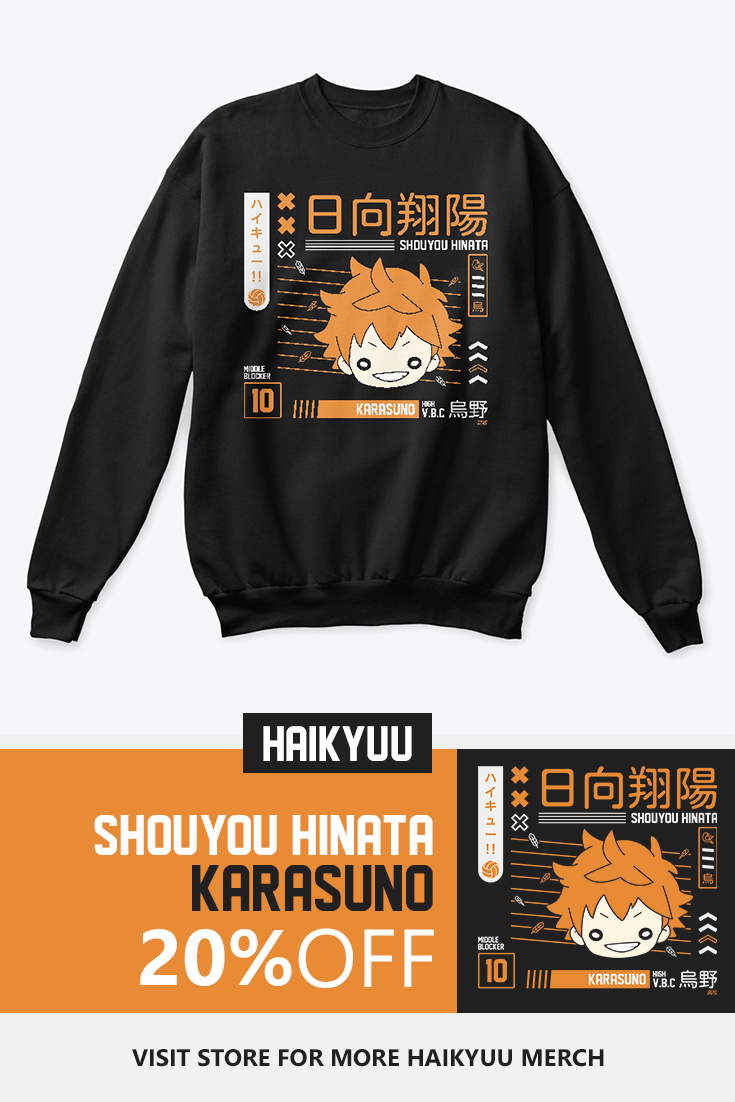 ハイキュー!!
日向翔陽
SHOUYOU HINATA
烏
MIDDLE
BLOCKER
10
KARASUNO
HIGH
V.B.C
烏野
HAIKYUU
SHOUYOU HINATA
KARASUNO
20%OFF
ハイキュー!!
日向翔陽
SHOUYOU HINATA
烏
MIDDLE
BLOCKER
10
KARASUNO
HIGH
V.B.C
烏野
VISIT STORE FOR MORE HAIKYUU MERCH